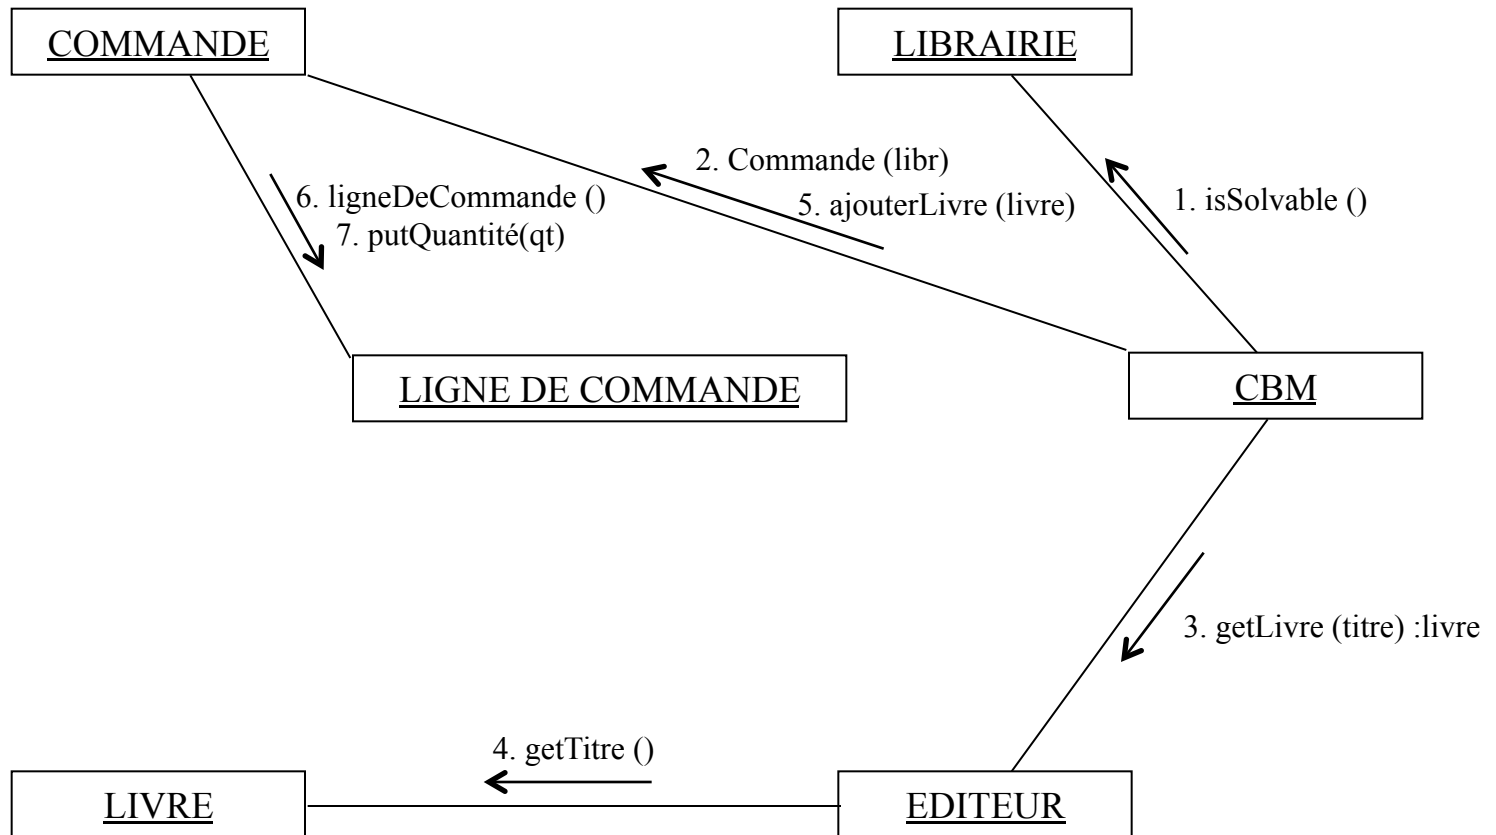 COMMANDE
LIBRAIRIE
2. Commande (libr)
5. ajouterLivre (livre)
1. isSolvable ()
6. ligneDeCommande ()
7. putQuantité(qt)
LIGNE DE COMMANDE
CBM
3. getLivre (titre) :livre
4. getTitre ()
LIVRE
EDITEUR